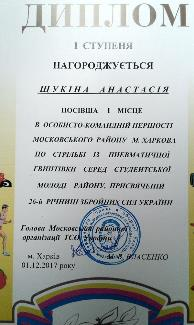 ДИПЛОМ
І СТУПЕНЯ
НАГОРОДЖУЄТЬСЯ
ЩУКІНА АНАСТАСІЯ
ПОСІВША І МІСЦЕ
В ОСОБИСТО-КОМАНДНІЙ ПЕРШОСТІ
МОСКОВСЬКОГО РАЙОНУ М. ХАРКОВА
ПО СТРІЛЬБІ ІЗ ПНЕВМАТИЧНОЇ
ГВИНТІВКИ СЕРЕД СТУДЕНТСЬКОЇ
МОЛОДІ РАЙОНУ, ПРИСВЯЧЕНІЙ
26-й РІЧНИЦІ ЗБРОЙНИХ СИЛ УКРАЇНИ
Голова Московської районної
організації ТСО України
м. Харків ВЛАСЕНКО
01.12.2017 року